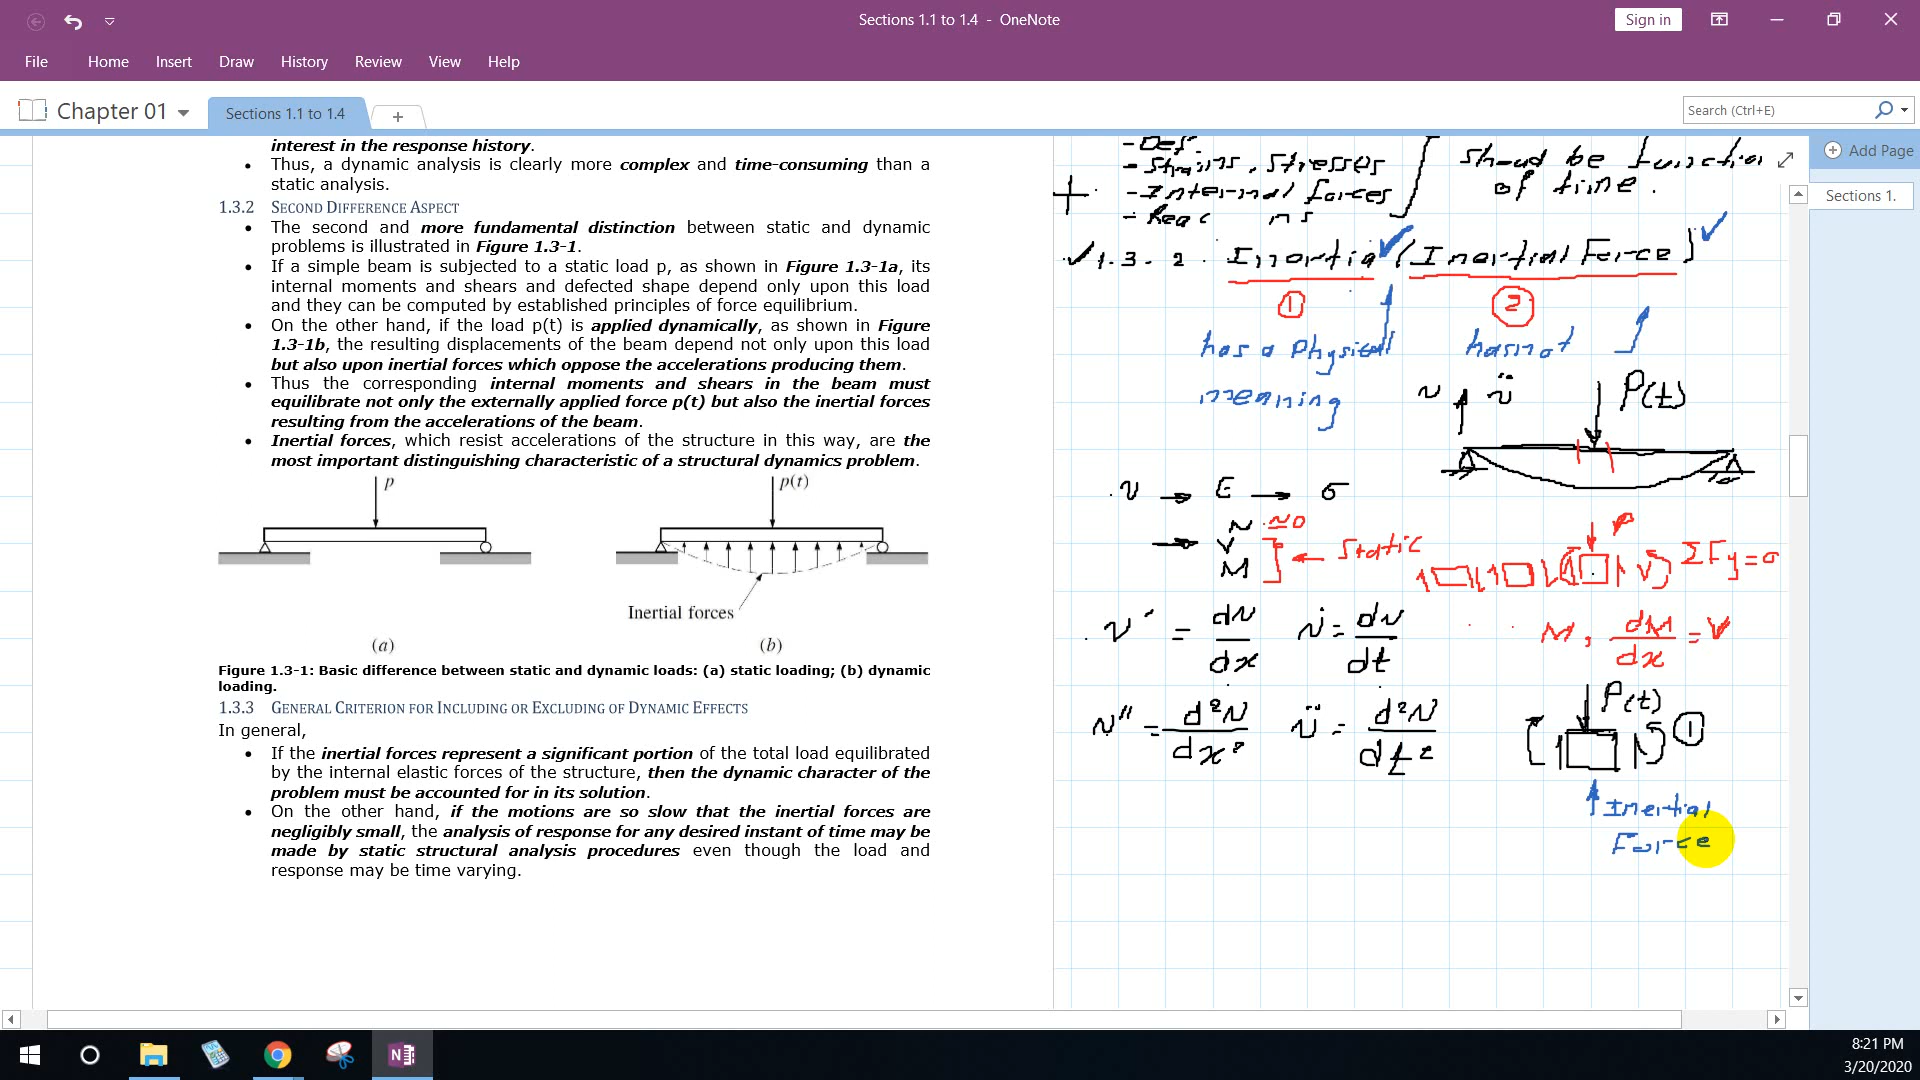 Sections 1.1 to 1.4 - OneNote
Sign in
File Home Insert Draw History Review View Help
Chapter 01
Sections 1.1 to 1.4
+
Search (Ctrl+E)
Add Page
Sections 1.
interest in the response history.
• Thus, a dynamic analysis is clearly more complex and time-consuming than a
static analysis.
1.3.2 SECOND DIFFERENCE ASPECT
• The second and more fundamental distinction between static and dynamic
problems is illustrated in Figure 1.3-1.
• If a simple beam is subjected to a static load p, as shown in Figure 1.3-1a, its
internal moments and shears and defected shape depend only upon this load
and they can be computed by established principles of force equilibrium.
• On the other hand, if the load p(t) is applied dynamically, as shown in Figure
1.3-1b, the resulting displacements of the beam depend not only upon this load
but also upon inertial forces which oppose the accelerations producing them.
• Thus the corresponding internal moments and shears in the beam must
equilibrate not only the externally applied force p(t) but also the inertial forces
resulting from the accelerations of the beam.
• Inertial forces, which resist accelerations of the structure in this way, are the
most important distinguishing characteristic of a structural dynamics problem.
p
p(t)
Inertial forces
(a)
(b)
Figure 1.3-1: Basic difference between static and dynamic loads: (a) static loading; (b) dynamic
loading.
1.3.3 GENERAL CRITERION FOR INCLUDING OR EXCLUDING OF DYNAMIC EFFECTS
In general,
• If the inertial forces represent a significant portion of the total load equilibrated
by the internal elastic forces of the structure, then the dynamic character of the
problem must be accounted for in its solution.
• On the other hand, if the motions are so slow that the inertial forces are
negligibly small, the analysis of response for any desired instant of time may be
made by static structural analysis procedures even though the load and
response may be time varying.
- Def.
- Strains, Stresses
- Internal forces
should be function
of time.
1.3.2. Inertia (Inertial Force)
1
2
has a physical
meaning
has not
P(t)
v → ε → σ
→ N NO
V
M
← Static
P
ΣFy=0
v' = dv/dx v̇ = dv/dt
M, dM/dx = V
v'' = d²v/dx² v̈ = d²v/dt²
P(t)
1
Inertial
Force
8:21 PM
3/20/2020